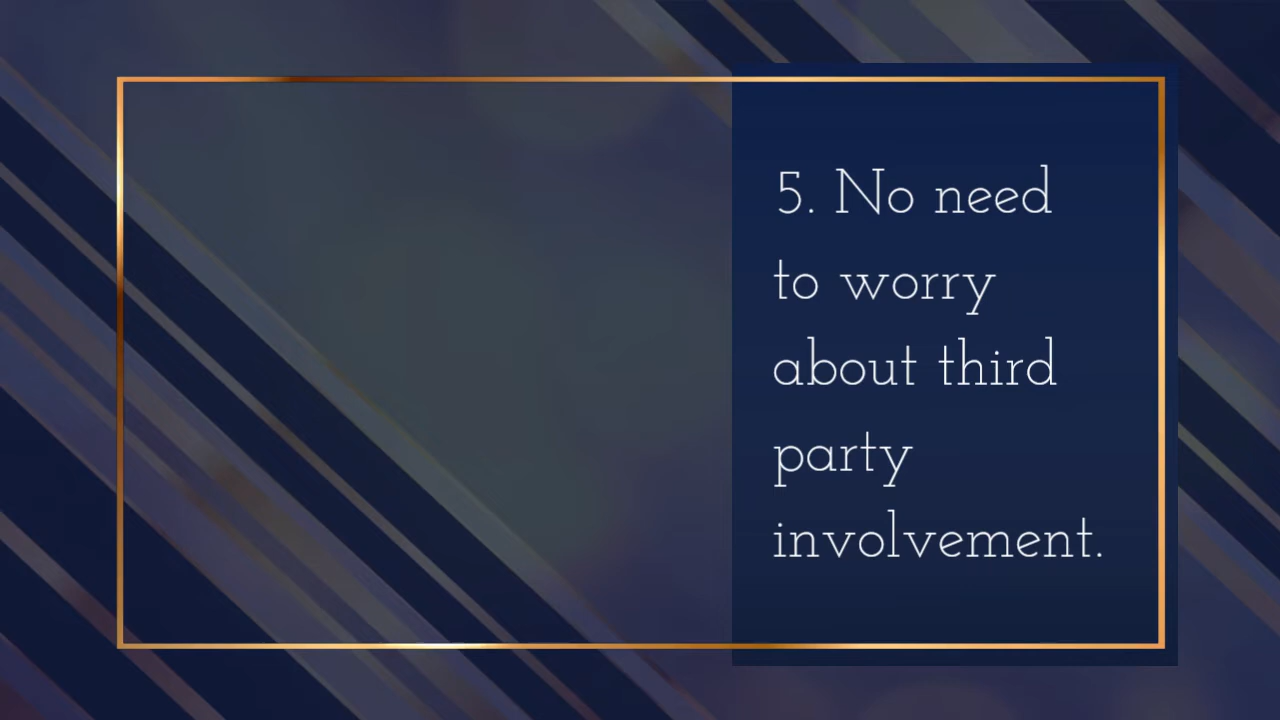 5. No need
to worry
about third
party
involvement.